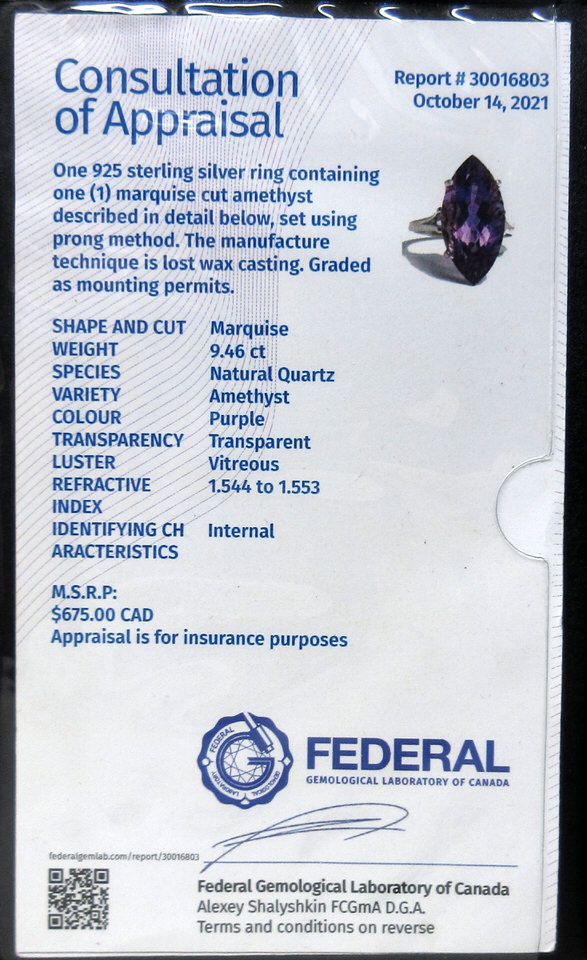 Consultation
of Appraisal
Report # 30016803
October 14, 2021
One 925 sterling silver ring containing
one (1) marquise cut amethyst
described in detail below, set using
prong method. The manufacture
technique is lost wax casting. Graded
as mounting permits.
SHAPE AND CUT Marquise
WEIGHT 9.46 ct
SPECIES Natural Quartz
VARIETY Amethyst
COLOUR Purple
TRANSPARENCY Transparent
LUSTER Vitreous
REFRACTIVE 1.544 to 1.553
INDEX
IDENTIFYING CH Internal
ARACTERISTICS
M.S.R.P:
$675.00 CAD
Appraisal is for insurance purposes
FEDERAL
GEMOLOGICAL
LABORATORY
FEDERAL
GEMOLOGICAL LABORATORY OF CANADA
federalgemlab.com/report/30016803
Federal Gemological Laboratory of Canada
Alexey Shalyshkin FCGmA D.G.A.
Terms and conditions on reverse